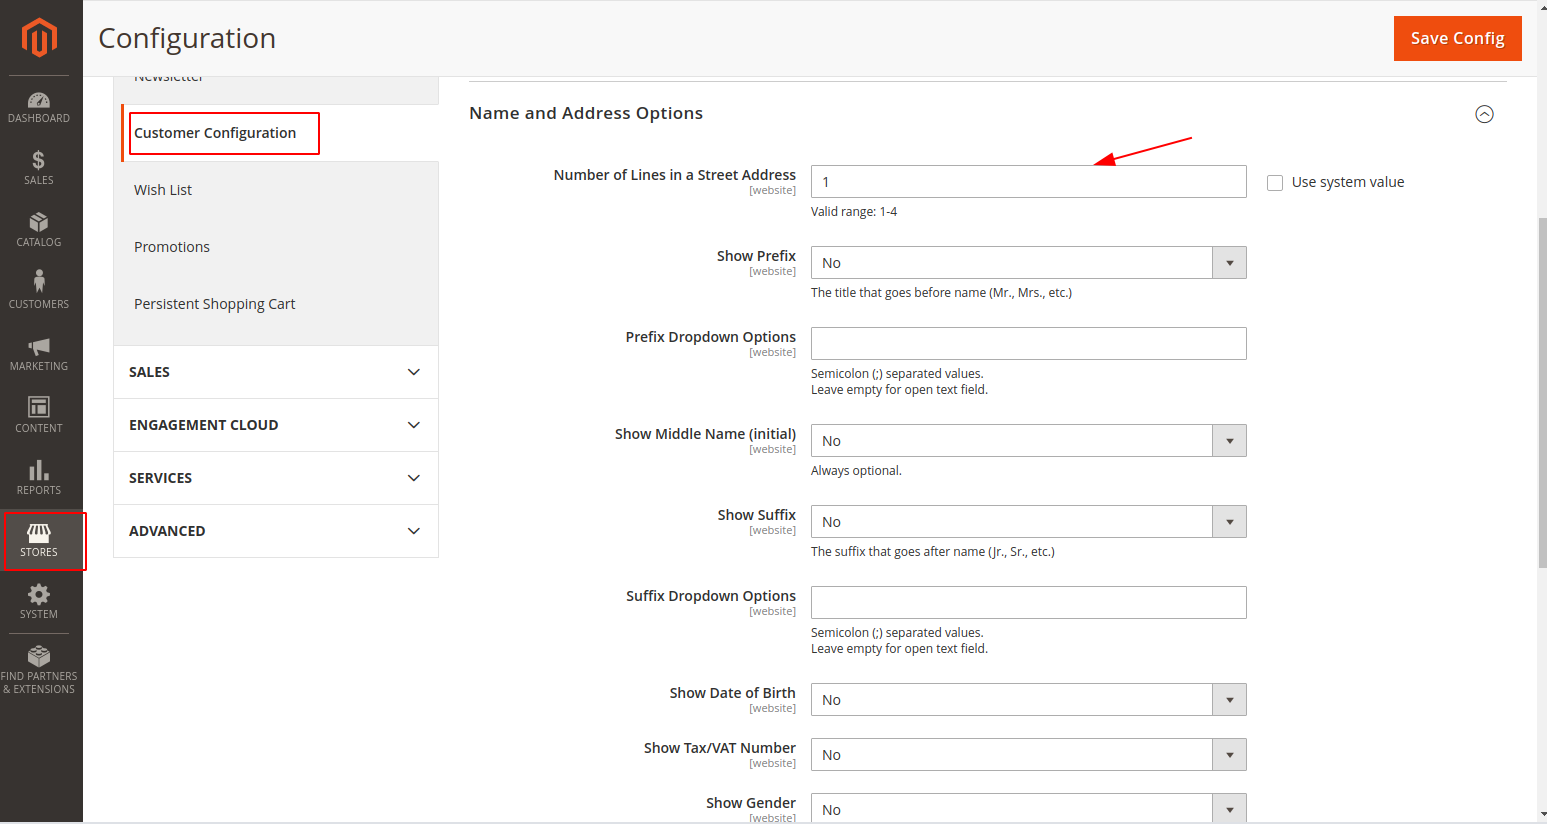 Configuration
Save Config
DASHBOARD
SALES
CATALOG
CUSTOMERS
MARKETING
CONTENT
REPORTS
STORES
SYSTEM
FIND PARTNERS
& EXTENSIONS
Newsletter
Customer Configuration
Wish List
Promotions
Persistent Shopping Cart
SALES
ENGAGEMENT CLOUD
SERVICES
ADVANCED
Name and Address Options
Number of Lines in a Street Address
[website]
1
Use system value
Valid range: 1-4
Show Prefix
[website]
No
The title that goes before name (Mr., Mrs., etc.)
Prefix Dropdown Options
[website]
Semicolon (;) separated values.
Leave empty for open text field.
Show Middle Name (initial)
[website]
No
Always optional.
Show Suffix
[website]
No
The suffix that goes after name (Jr., Sr., etc.)
Suffix Dropdown Options
[website]
Semicolon (;) separated values.
Leave empty for open text field.
Show Date of Birth
[website]
No
Show Tax/VAT Number
[website]
No
Show Gender
[website]
No